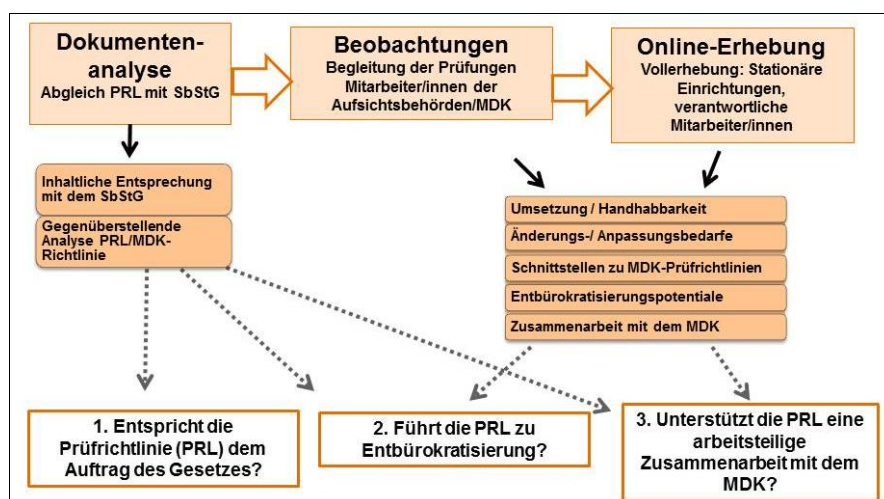 Dokumenten-
analyse
Abgleich PRL mit SbStG
Beobachtungen
Begleitung der Prüfungen
Mitarbeiter/innen der
Aufsichtsbehörden/MDK
Online-Erhebung
Vollerhebung: Stationäre
Einrichtungen,
verantwortliche
Mitarbeiter/innen
Inhaltliche Entsprechung
mit dem SbStG
Gegenüberstellende
Analyse PRL/MDK-
Richtlinie
Umsetzung / Handhabbarkeit
Änderungs-/ Anpassungsbedarfe
Schnittstellen zu MDK-Prüfrichtlinien
Entbürokratisierungspotentiale
Zusammenarbeit mit dem MDK
1. Entspricht die
Prüfrichtlinie (PRL) dem
Auftrag des Gesetzes?
2. Führt die PRL zu
Entbürokratisierung?
3. Unterstützt die PRL eine
arbeitsteilige
Zusammenarbeit mit dem
MDK?